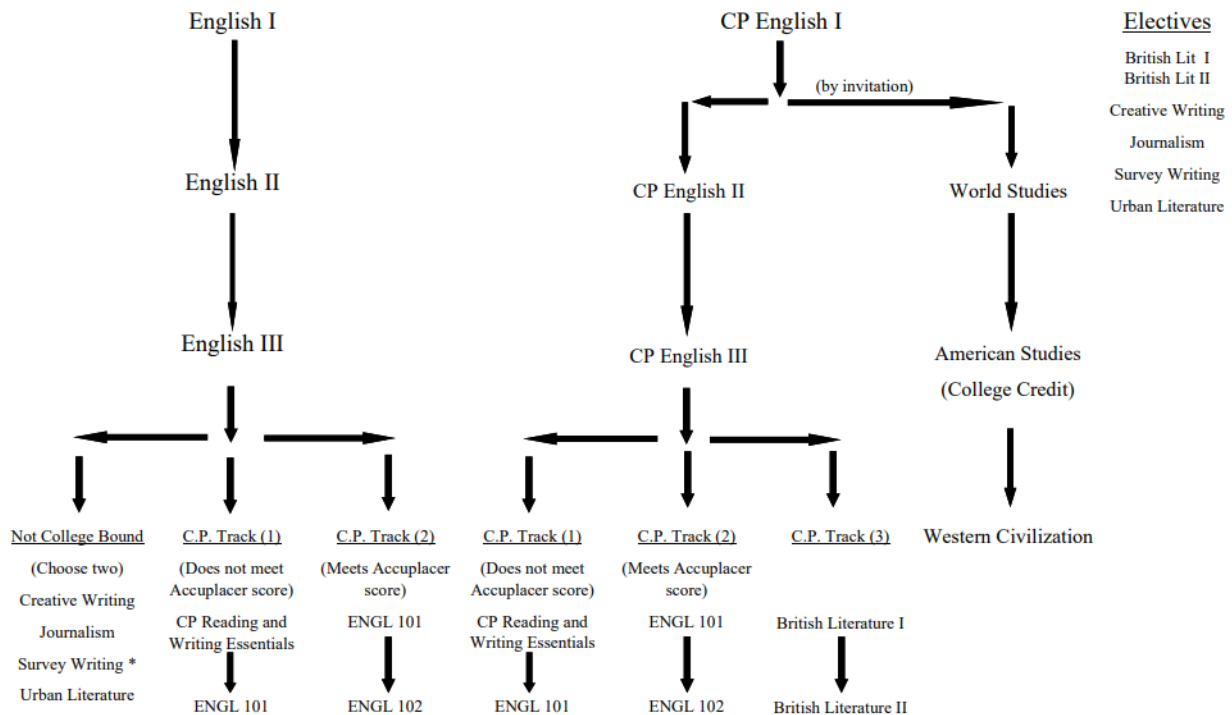 English I
CP English I
Electives
British Lit I
British Lit II
(by invitation)
Creative Writing
Journalism
Survey Writing
Urban Literature
English II
CP English II
World Studies
English III
CP English III
American Studies
(College Credit)
Not College Bound
(Choose two)
Creative Writing
Journalism
Survey Writing *
Urban Literature
C.P. Track (1)
(Does not meet
Accuplacer score)
CP Reading and
Writing Essentials
ENGL 101
C.P. Track (2)
(Meets Accuplacer
score)
ENGL 101
ENGL 102
C.P. Track (1)
(Does not meet
Accuplacer score)
CP Reading and
Writing Essentials
ENGL 101
C.P. Track (2)
(Meets Accuplacer
score)
ENGL 101
ENGL 102
C.P. Track (3)
British Literature I
British Literature II
Western Civilization